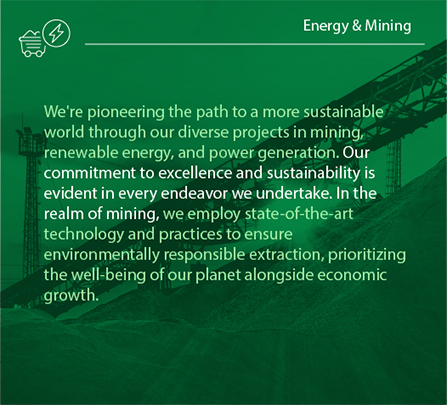 Energy & Mining
We're pioneering the path to a more sustainable
world through our diverse projects in mining,
renewable energy, and power generation. Our
commitment to excellence and sustainability is
evident in every endeavor we undertake. In the
realm of mining, we employ state-of-the-art
technology and practices to ensure
environmentally responsible extraction, prioritizing
the well-being of our planet alongside economic
growth.